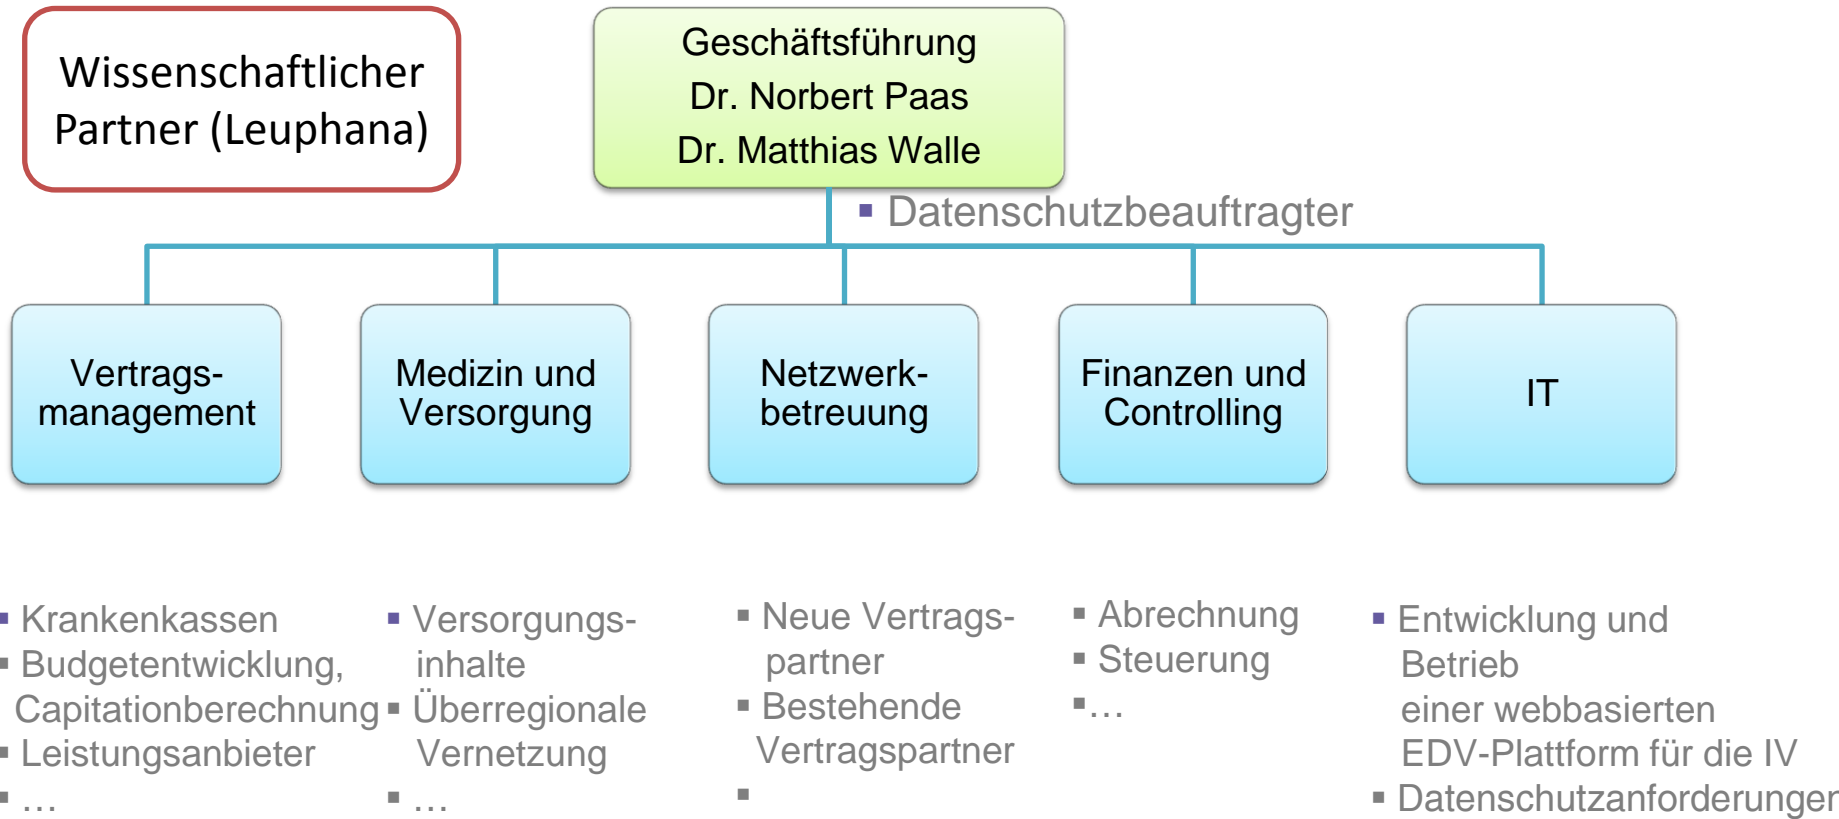 Wissenschaftlicher
Partner (Leuphana)
Geschäftsführung
Dr. Norbert Paas
Dr. Matthias Walle
▪ Datenschutzbeauftragter
Vertrags-
management
Medizin und
Versorgung
Netzwerk-
betreuung
Finanzen und
Controlling
IT
▪ Krankenkassen
▪ Budgetentwicklung,
Capitationberechnung
▪ Leistungsanbieter
▪ …
▪ Versorgungs-
inhalte
▪ Überregionale
Vernetzung
▪ …
▪ Neue Vertrags-
partner
▪ Bestehende
Vertragspartner
▪
▪ Abrechnung
▪ Steuerung
▪…
▪ Entwicklung und
Betrieb
einer webbasierten
EDV-Plattform für die IV
▪ Datenschutzanforderungen